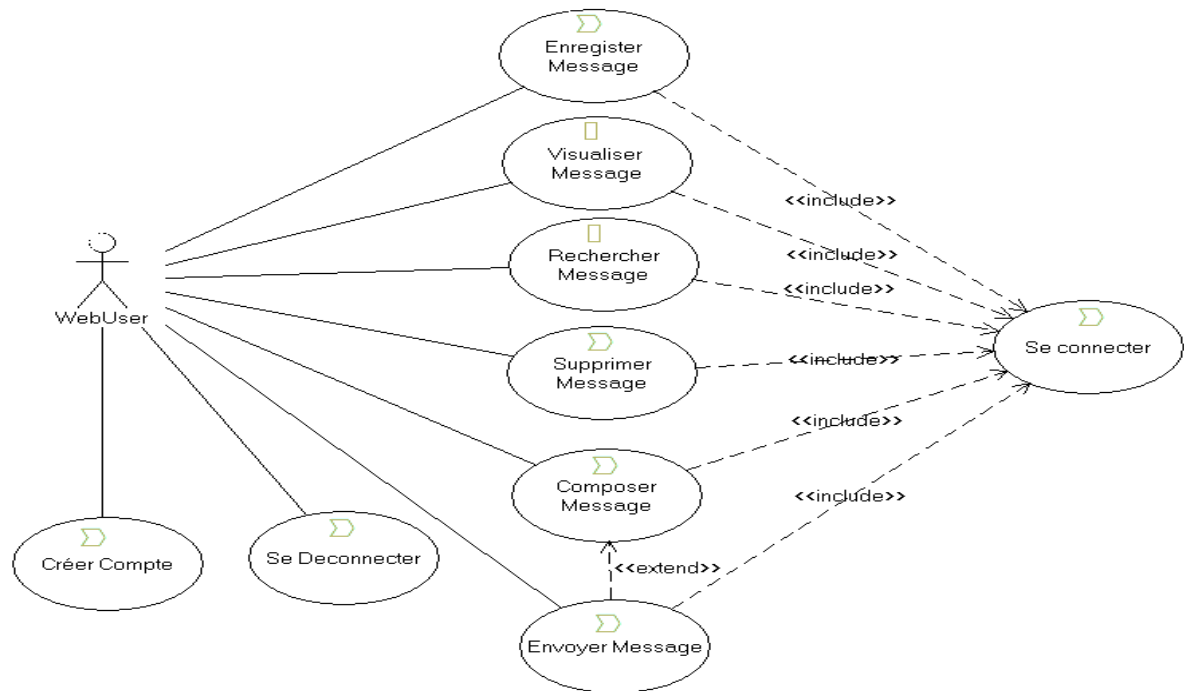 Enregister
Message
Visualiser
Message
<<include>>
Rechercher
Message
<<include>>
<<include>>
WebUser
Se connecter
Supprimer
Message
<<include>>
<<include>>
Composer
Message
<<include>>
Créer Compte
Se Deconnecter
<<extend>>
Envoyer Message